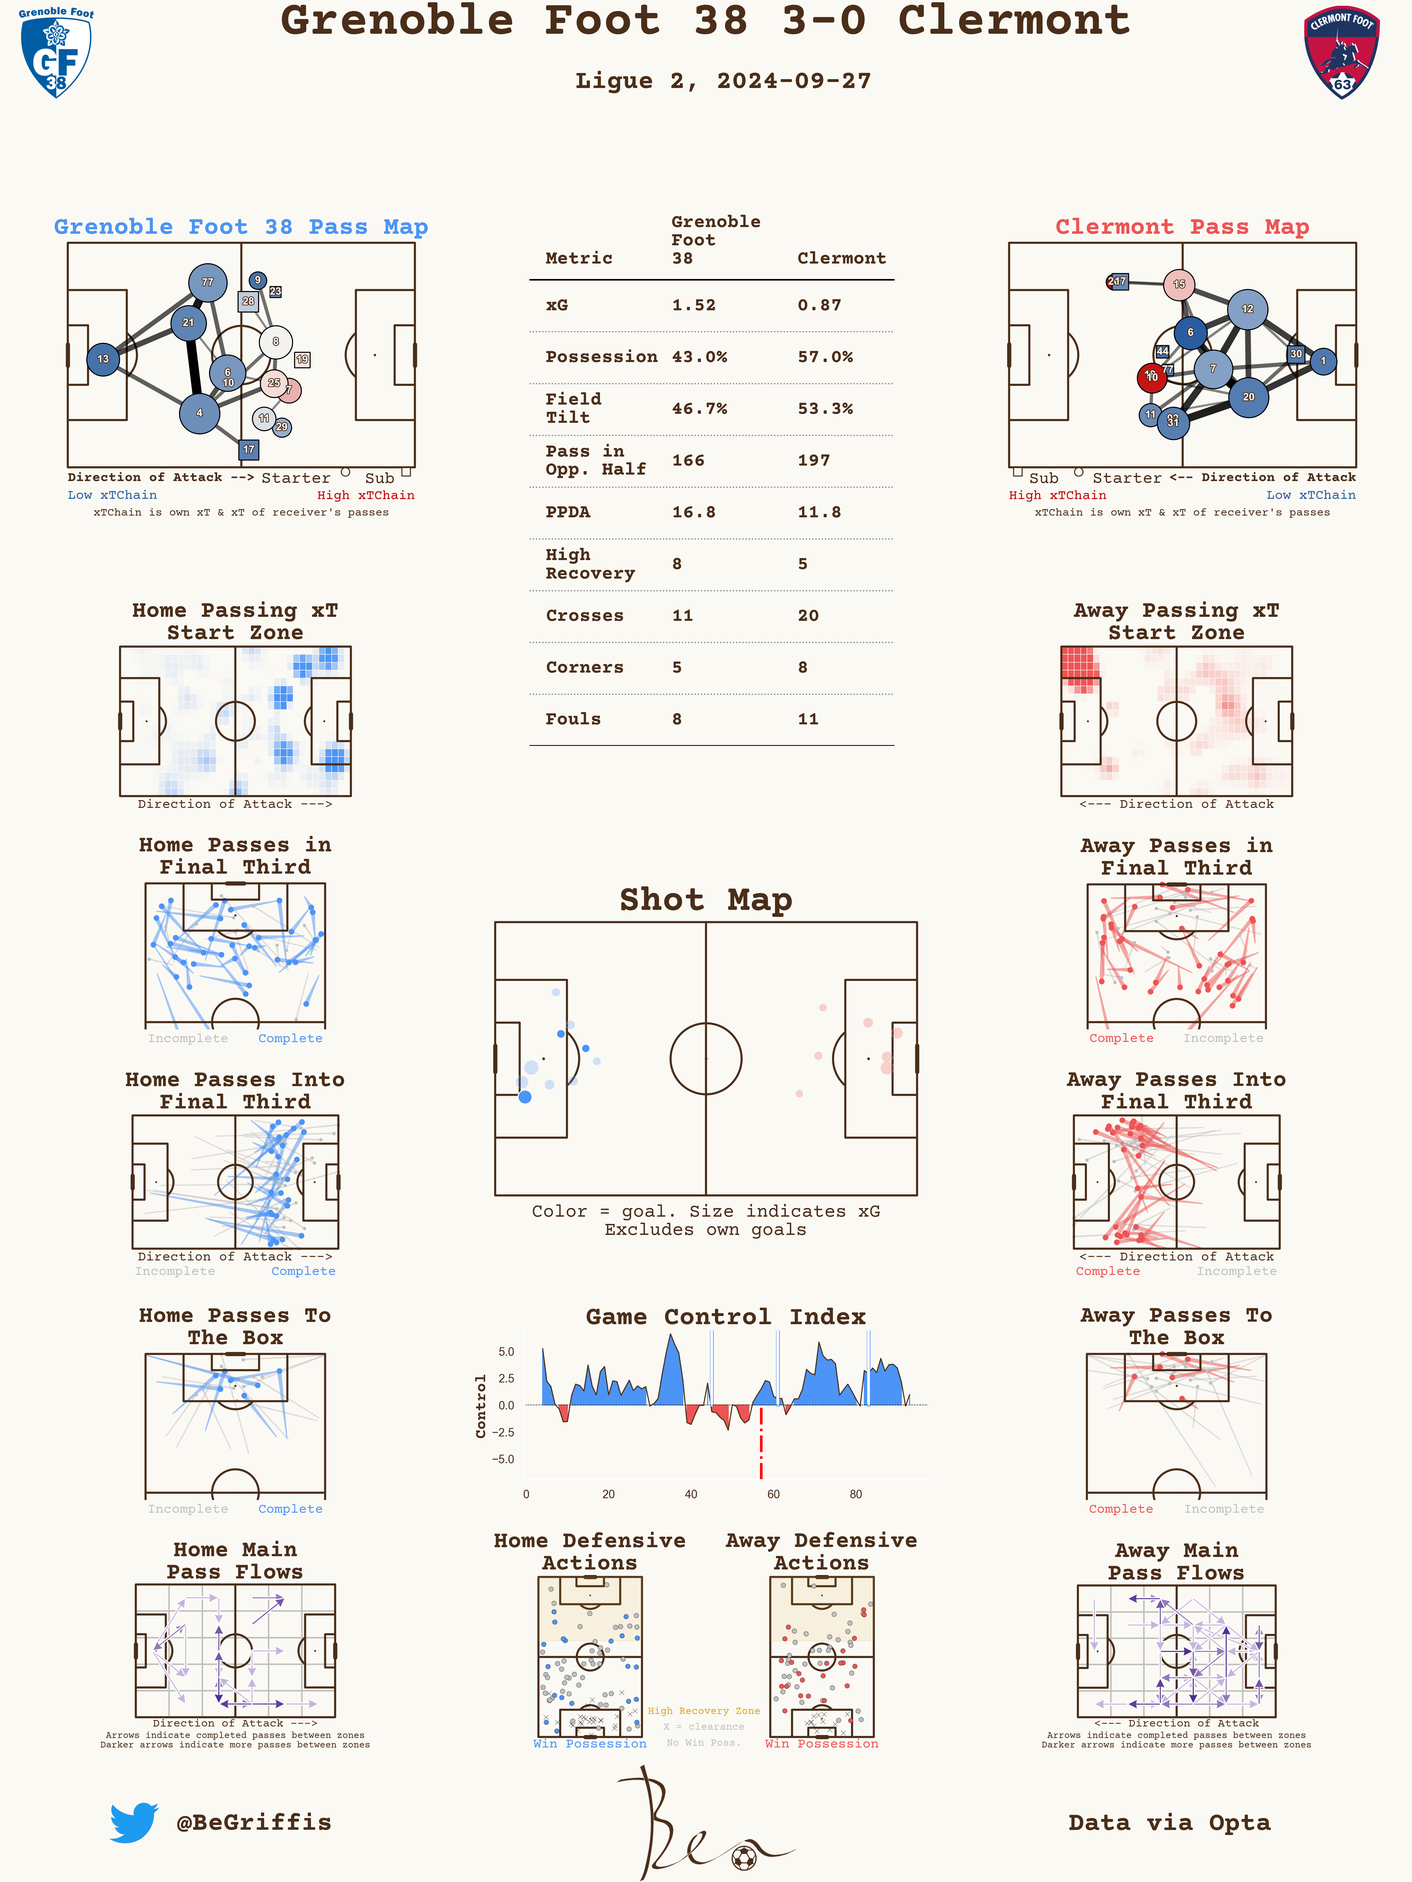 Grenoble Foot 38 3-0 Clermont
Ligue 2, 2024-09-27
Grenoble Foot
GF
38
CLERMONT FOOT
63
Grenoble Foot 38 Pass Map
77
9
23
28
21
8
13
19
6
10
25
7
4
11
29
17
Direction of Attack --> Starter Sub
Low xTChain High xTChain
xTChain is own xT & xT of receiver's passes
Metric Grenoble Foot 38 Clermont
xG 1.52 0.87
Possession 43.0% 57.0%
Field Tilt 46.7% 53.3%
Pass in Opp. Half 166 197
PPDA 16.8 11.8
High Recovery 8 5
Crosses 11 20
Corners 5 8
Fouls 8 11
Clermont Pass Map
17
15
12
6
44
30
1
77
7
10
20
11
31
Sub Starter <-- Direction of Attack
High xTChain Low xTChain
xTChain is own xT & xT of receiver's passes
Home Passing xT
Start Zone
Direction of Attack --->
Away Passing xT
Start Zone
<--- Direction of Attack
Home Passes in
Final Third
Incomplete Complete
Away Passes in
Final Third
Complete Incomplete
Shot Map
Color = goal. Size indicates xG
Excludes own goals
Home Passes Into
Final Third
Direction of Attack --->
Incomplete Complete
Away Passes Into
Final Third
<--- Direction of Attack
Complete Incomplete
Home Passes To
The Box
Incomplete Complete
Game Control Index
Control
5.0
2.5
0.0
−2.5
−5.0
0 20 40 60 80
Away Passes To
The Box
Complete Incomplete
Home Main
Pass Flows
Direction of Attack --->
Arrows indicate completed passes between zones
Darker arrows indicate more passes between zones
Home Defensive
Actions
Win Possession
Away Defensive
Actions
Win Possession
High Recovery Zone
X = clearance
No Win Poss.
Away Main
Pass Flows
<--- Direction of Attack
Arrows indicate completed passes between zones
Darker arrows indicate more passes between zones
@BeGriffis
Ben
Data via Opta